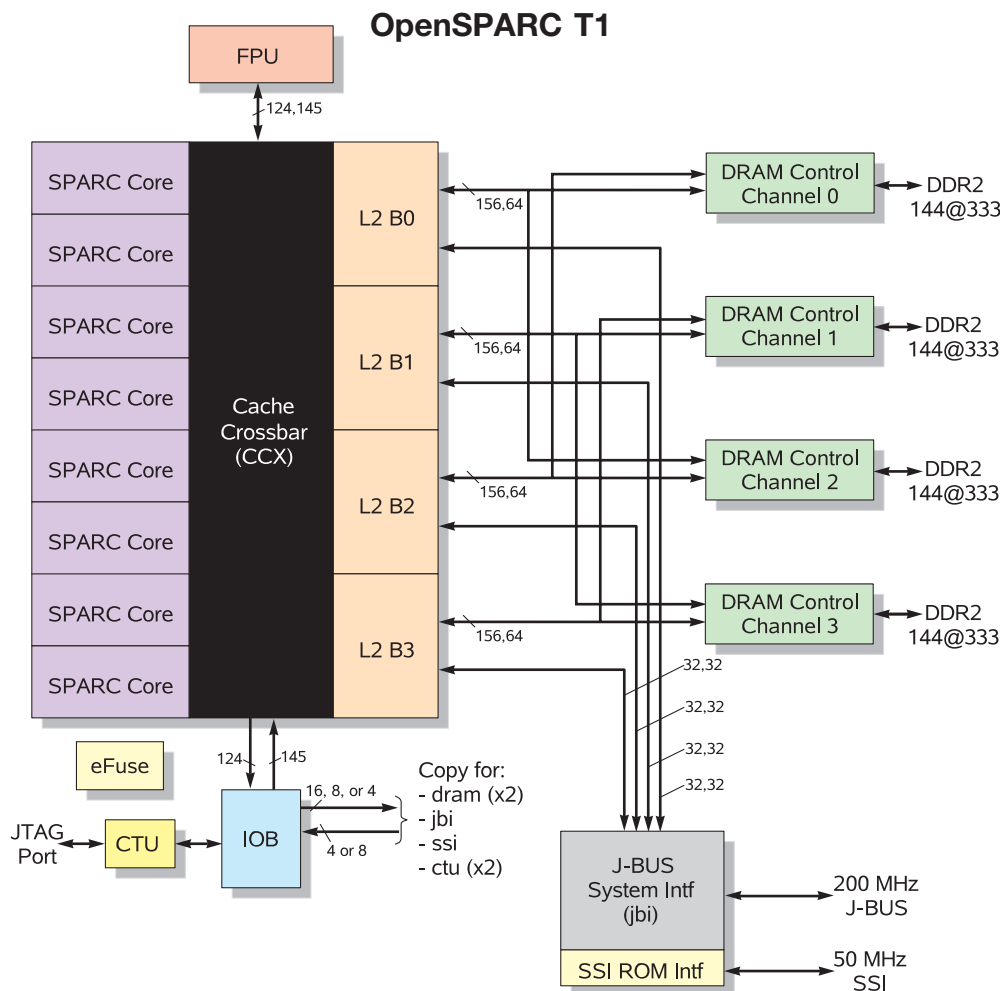 OpenSPARC T1
FPU
124,145
SPARC Core
SPARC Core
SPARC Core
SPARC Core
SPARC Core
SPARC Core
SPARC Core
SPARC Core
Cache
Crossbar
(CCX)
L2 B0
L2 B1
L2 B2
L2 B3
156,64
156,64
156,64
156,64
DRAM Control
Channel 0
DDR2
144@333
DRAM Control
Channel 1
DDR2
144@333
DRAM Control
Channel 2
DDR2
144@333
DRAM Control
Channel 3
DDR2
144@333
32,32
32,32
32,32
32,32
124
145
eFuse
JTAG
Port
CTU
IOB
16, 8, or 4
4 or 8
Copy for:
- dram (x2)
- jbi
- ssi
- ctu (x2)
J-BUS
System Intf
(jbi)
SSI ROM Intf
200 MHz
J-BUS
50 MHz
SSI